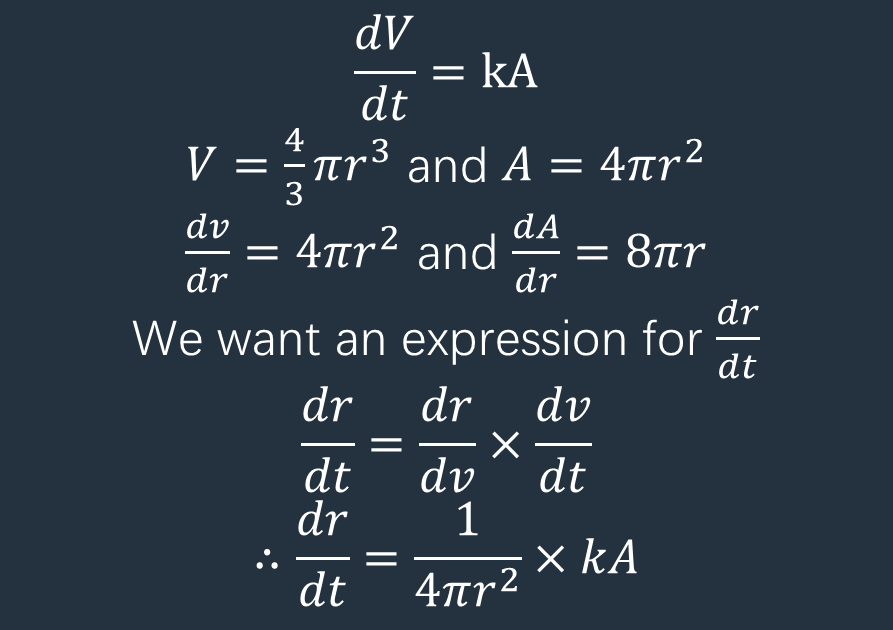 dV/dt = kA
V = 4/3 πr³ and A = 4πr²
dv/dr = 4πr² and dA/dr = 8πr
We want an expression for dr/dt
dr/dt = dr/dv × dv/dt
∴ dr/dt = 1/4πr² × kA